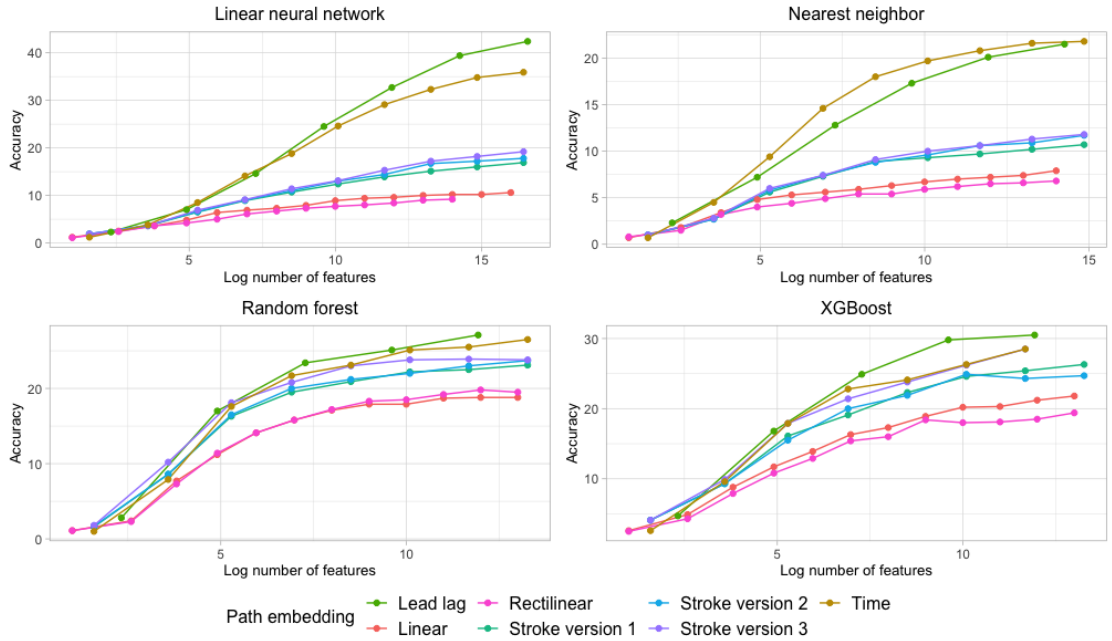 Linear neural network
Accuracy
40
30
20
10
0
5 10 15
Log number of features
Nearest neighbor
Accuracy
20
15
10
5
0
5 10 15
Log number of features
Random forest
Accuracy
20
10
0
5 10
Log number of features
XGBoost
Accuracy
30
20
10
5 10
Log number of features
Path embedding
Lead lag Rectilinear Stroke version 2 Time
Linear Stroke version 1 Stroke version 3